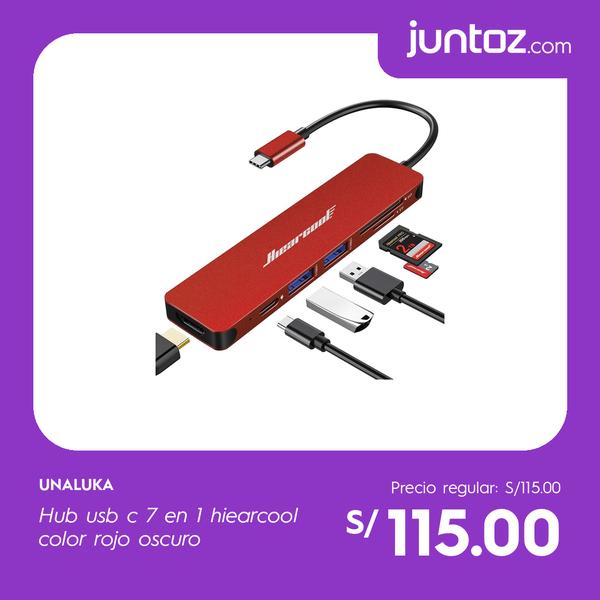 juntoz.com
Hiearcool
UNALUKA
Hub usb c 7 en 1 hiearcool
color rojo oscuro
Precio regular: S/115.00
S/ 115.00